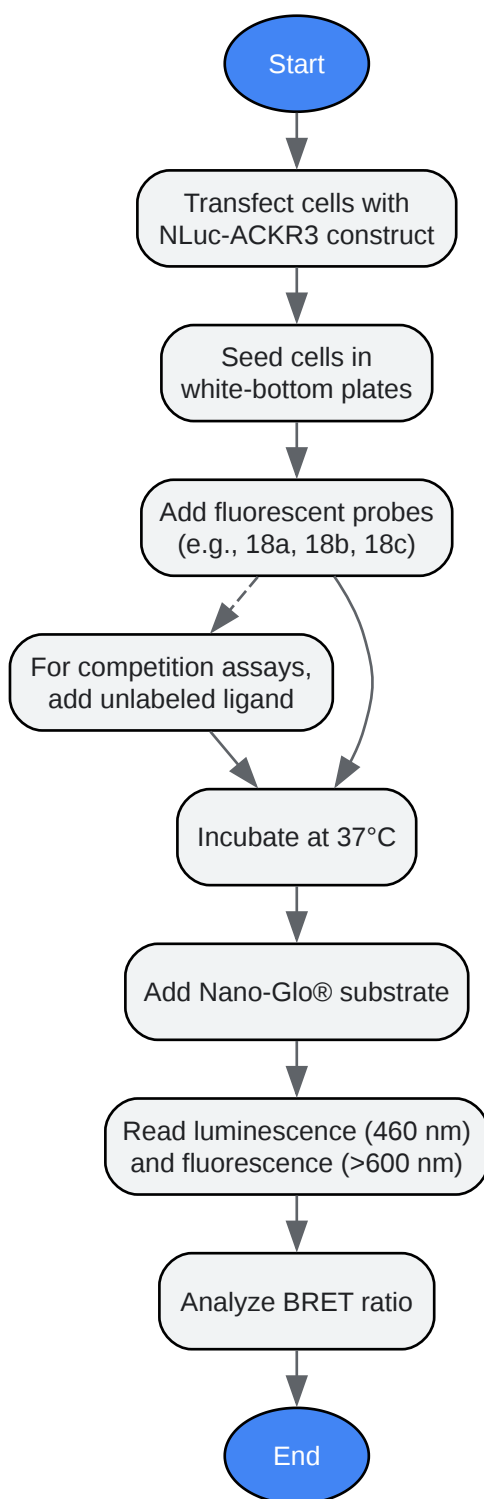 Start
Transfect cells with
NLuc-ACKR3 construct
Seed cells in
white-bottom plates
Add fluorescent probes
(e.g., 18a, 18b, 18c)
For competition assays,
add unlabeled ligand
Incubate at 37°C
Add Nano-Glo® substrate
Read luminescence (460 nm)
and fluorescence (>600 nm)
Analyze BRET ratio
End